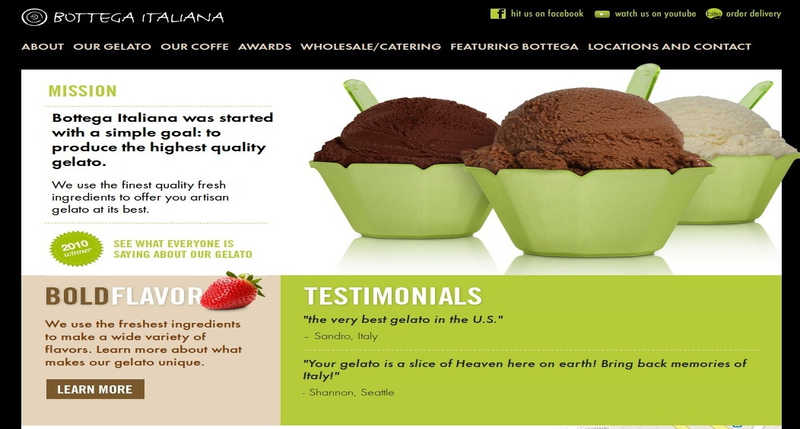 BOTTEGA ITALIANA
hit us on facebook watch us on youtube order delivery
ABOUT OUR GELATO OUR COFFE AWARDS WHOLESALE/CATERING FEATURING BOTTEGA LOCATIONS AND CONTACT
MISSION
Bottega Italiana was started
with a simple goal: to
produce the highest quality
gelato.
We use the finest quality fresh
ingredients to offer you artisan
gelato at its best.
2010
winner
SEE WHAT EVERYONE IS
SAYING ABOUT OUR GELATO
BOLDFLAVOR
We use the freshest ingredients
to make a wide variety of
flavors. Learn more about what
makes our gelato unique.
LEARN MORE
TESTIMONIALS
"the very best gelato in the U.S."
– Sandro, Italy
"Your gelato is a slice of Heaven here on earth! Bring back memories of
Italy!"
- Shannon, Seattle